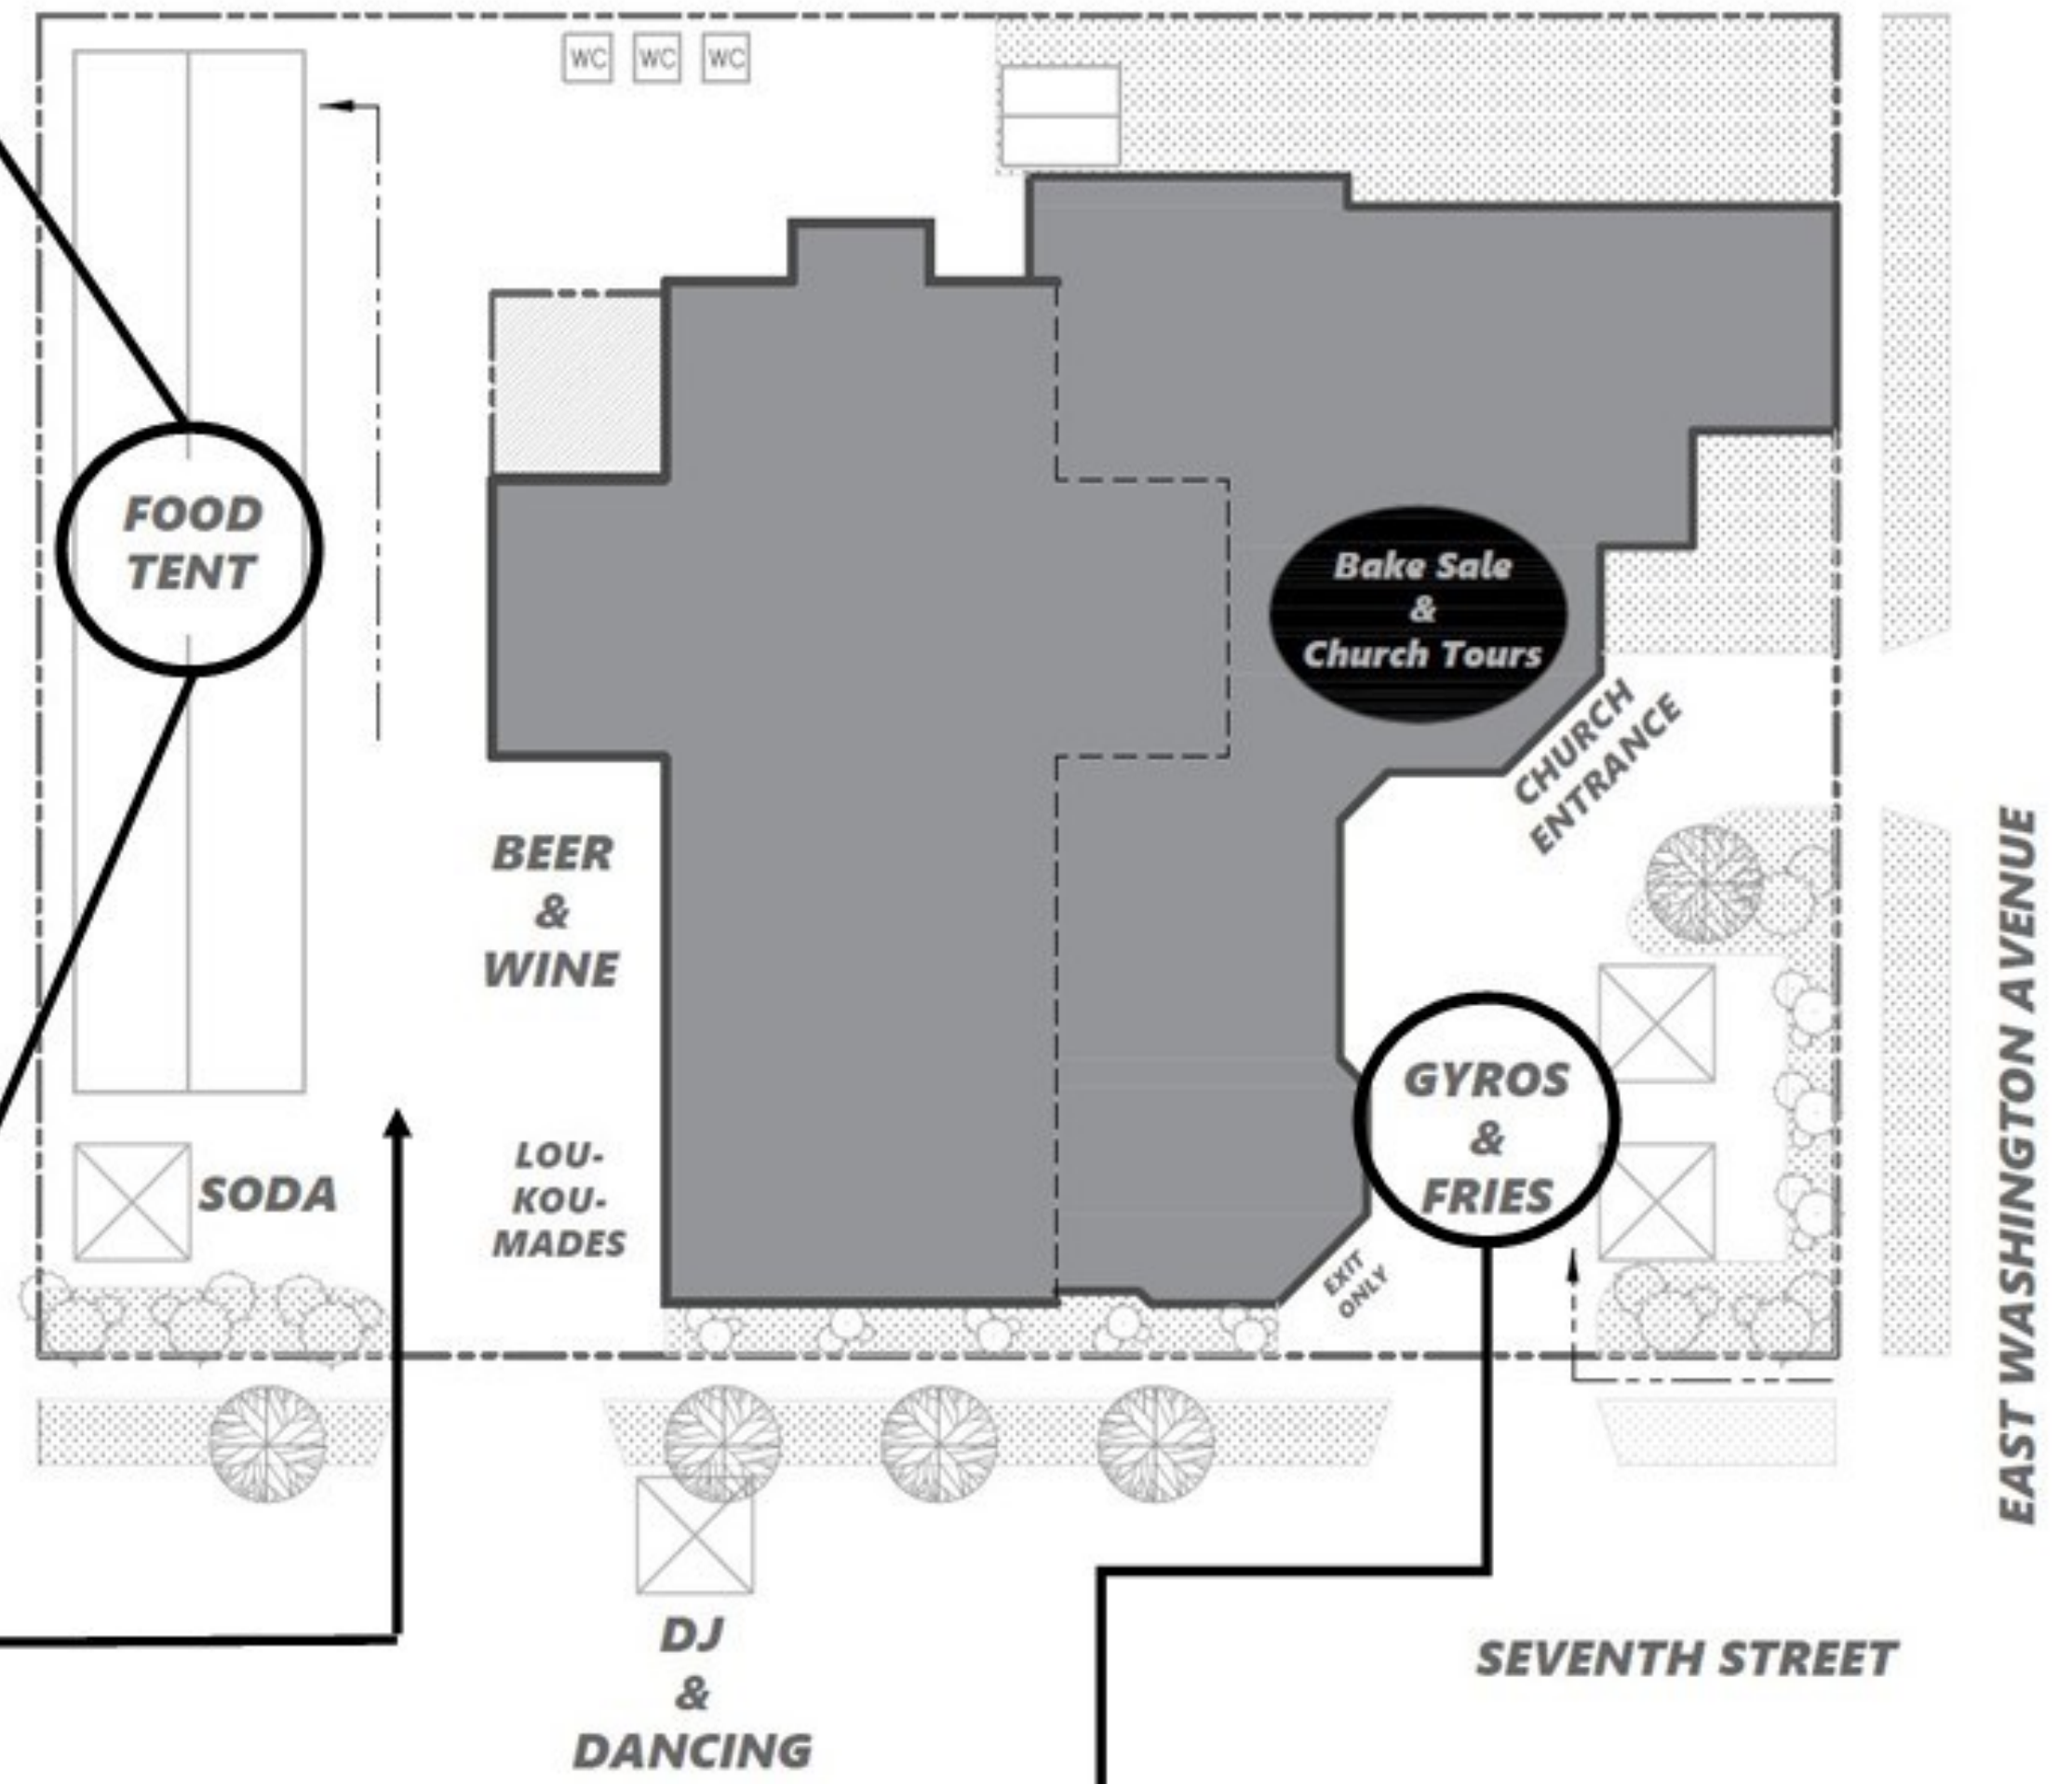 WC WC WC
FOOD
TENT
Bake Sale
&
Church Tours
CHURCH
ENTRANCE
BEER
&
WINE
GYROS
&
FRIES
LOU-
KOU-
MADES
SODA
EXIT
ONLY
EAST WASHINGTON AVENUE
DJ
&
DANCING
SEVENTH STREET